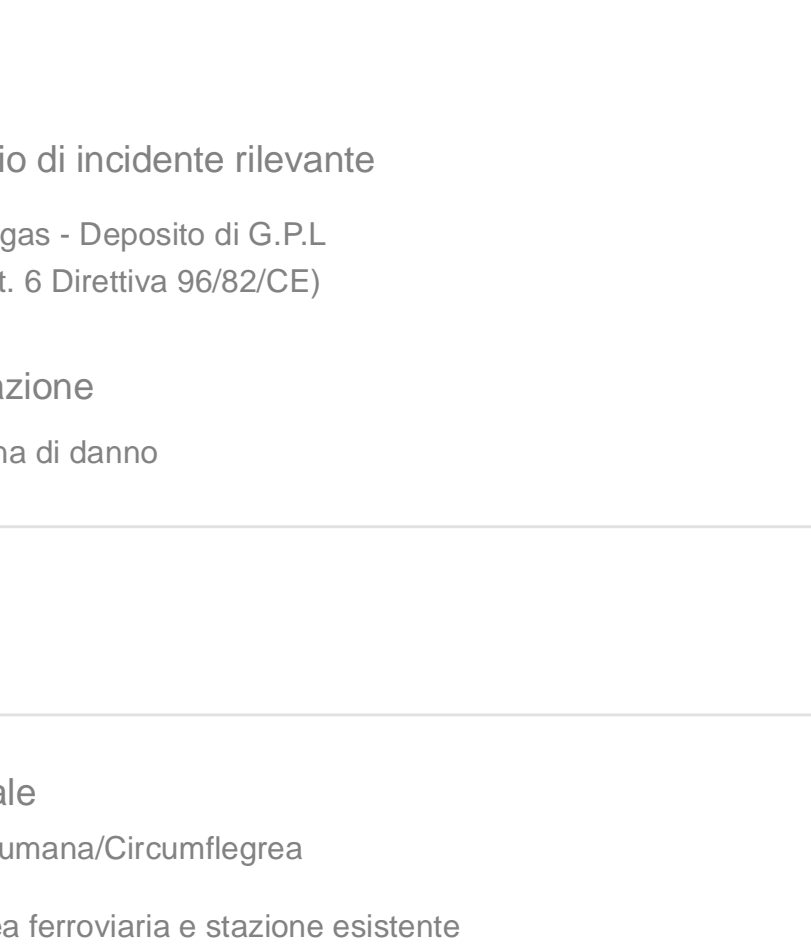 io di incidente rilevante
gas - Deposito di G.P.L
t. 6 Direttiva 96/82/CE)
azione
na di danno
ale
umana/Circumflegrea
ea ferroviaria e stazione esistente